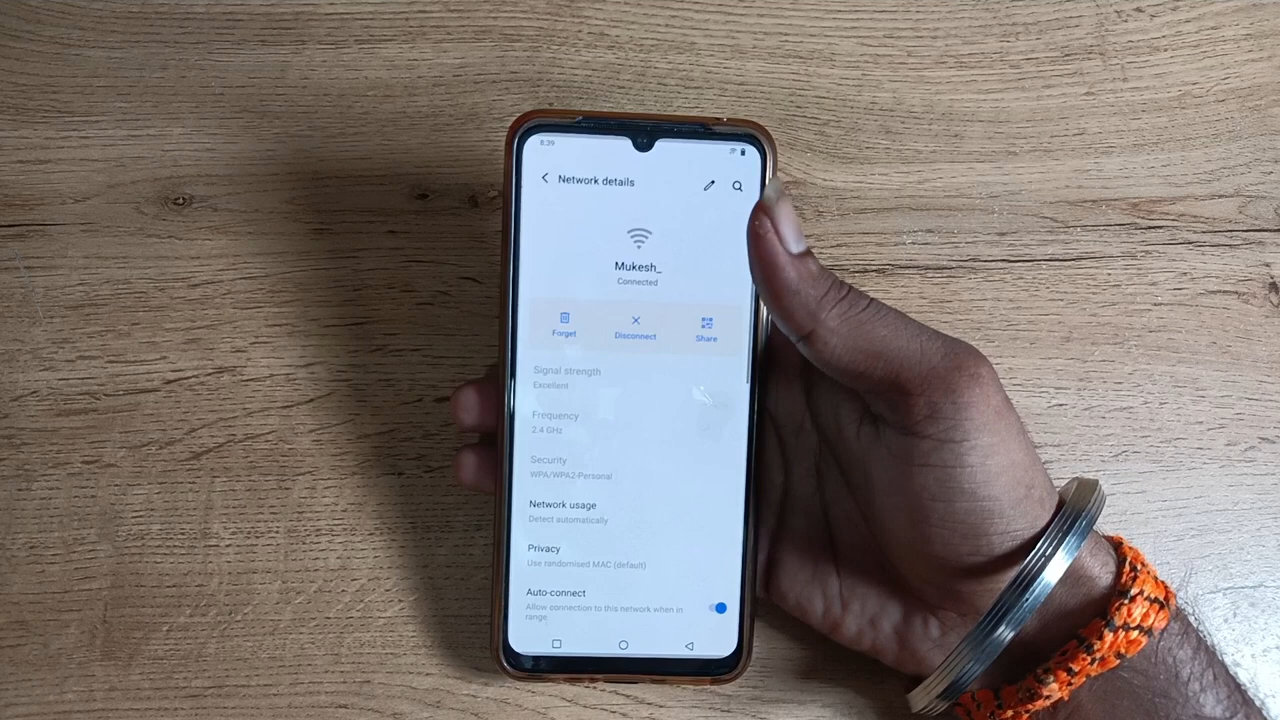 8:39
Network details
Mukesh_
Connected
Forget
Disconnect
Share
Signal strength
Excellent
Frequency
2.4 GHz
Security
WPA/WPA2-Personal
Network usage
Detect automatically
Privacy
Use randomised MAC (default)
Auto-connect
Allow connection to this network when in
range